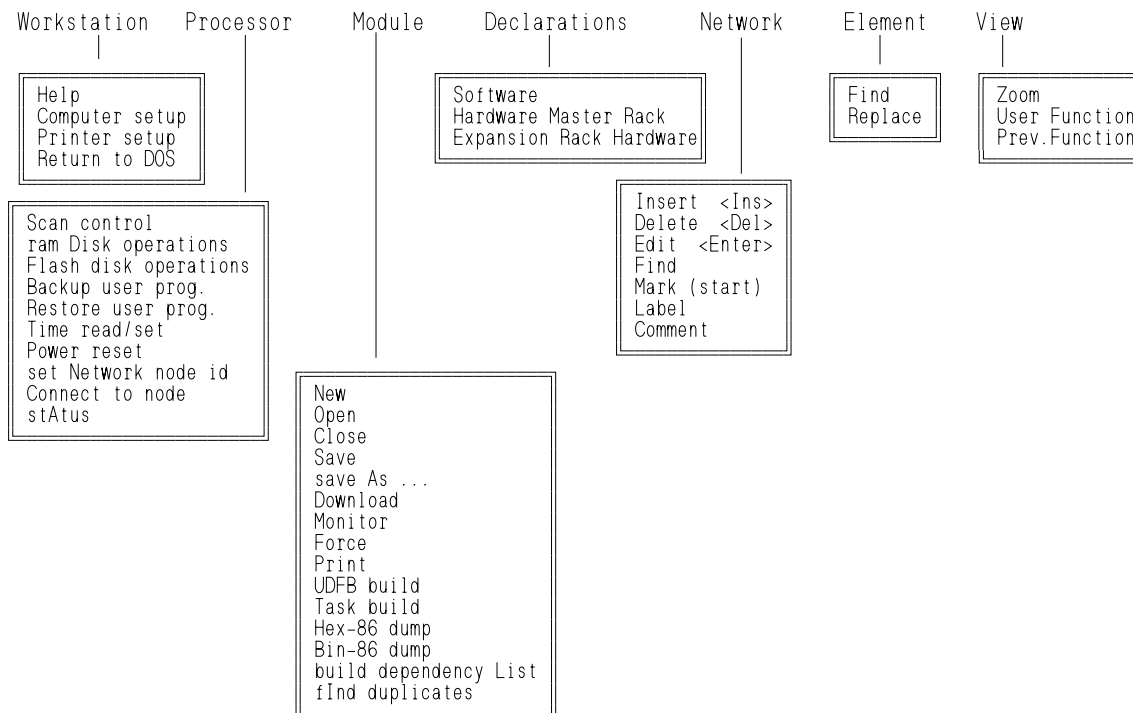 Workstation Processor Module Declarations Network Element View
Help
Computer setup
Printer setup
Return to DOS
Scan control
ram Disk operations
Flash disk operations
Backup user prog.
Restore user prog.
Time read/set
Power reset
set Network node id
Connect to node
stAtus
New
Open
Close
Save
save As ...
Download
Monitor
Force
Print
UDFB build
Task build
Hex-86 dump
Bin-86 dump
build dependency List
fInd duplicates
Software
Hardware Master Rack
Expansion Rack Hardware
Insert <Ins>
Delete <Del>
Edit <Enter>
Find
Mark (start)
Label
Comment
Find
Replace
Zoom
User Function
Prev.Function